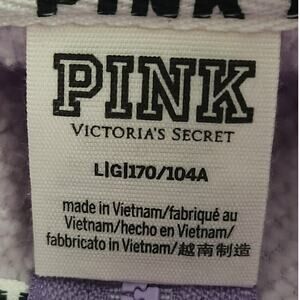 PINK
PINK
VICTORIA'S SECRET
L|G|170/104A
made in Vietnam/fabriqué au
Vietnam/hecho en Vietnam/
fabbricato in Vietnam/越南制造